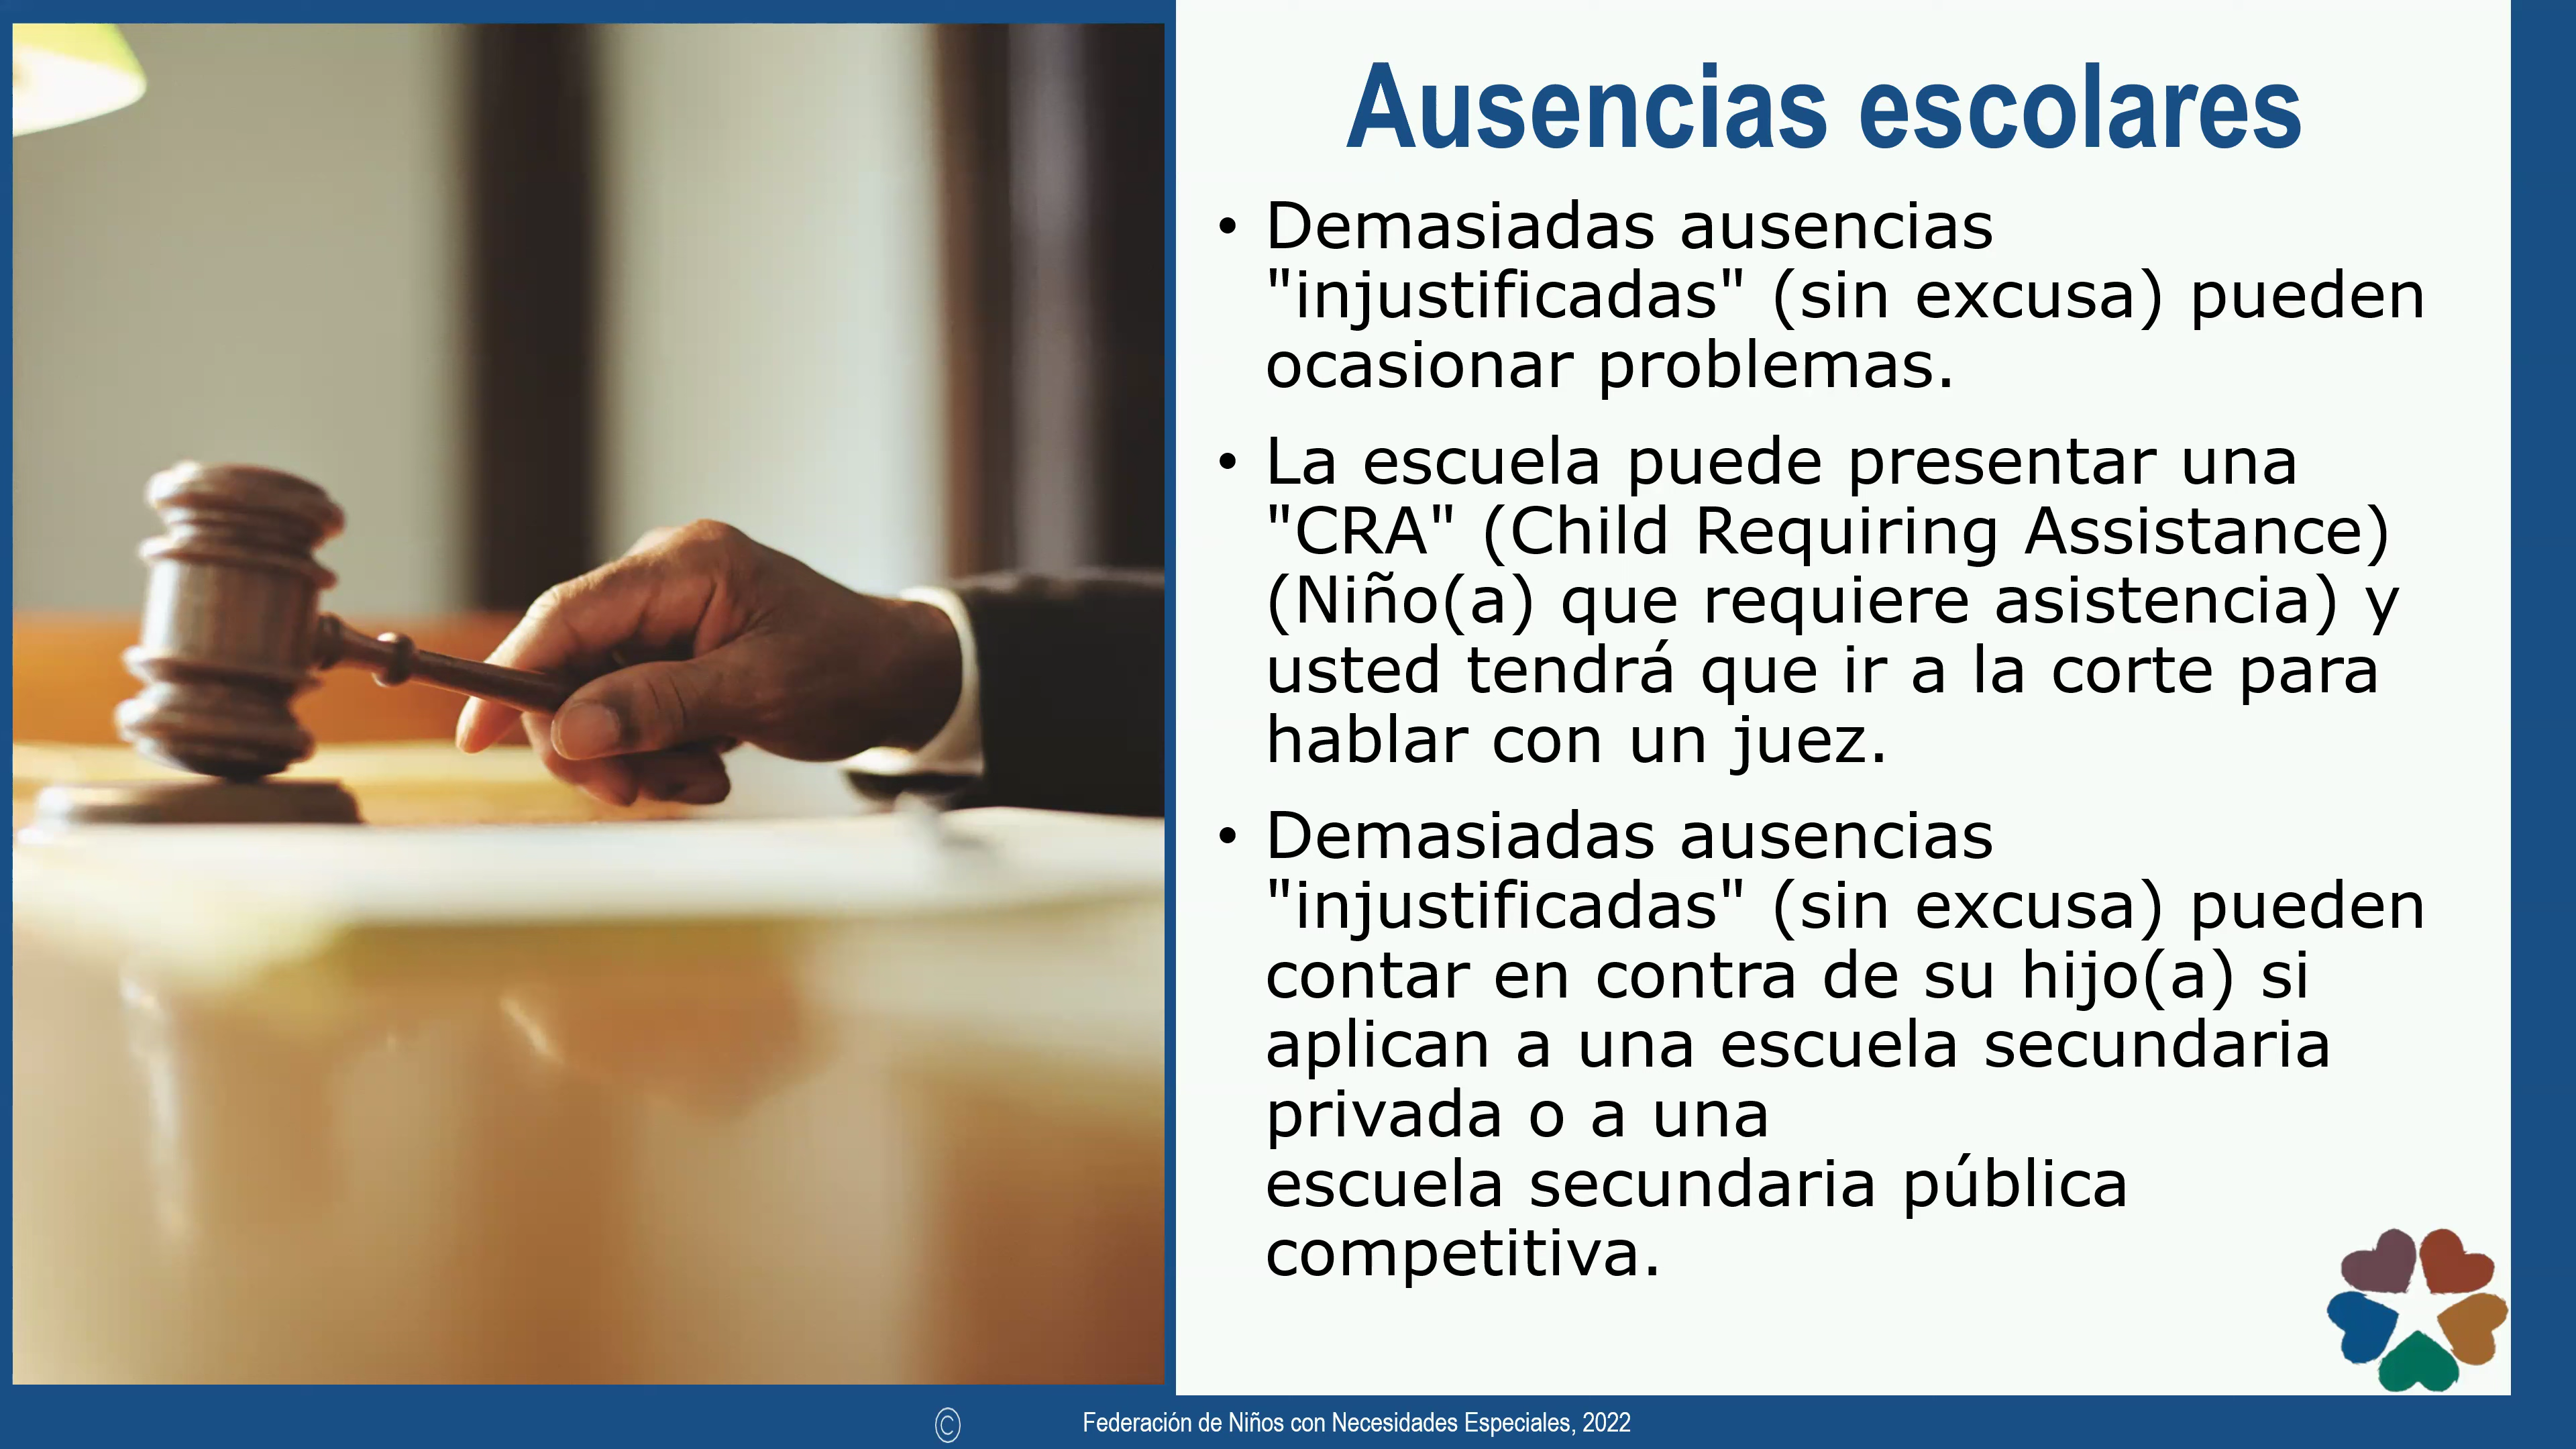 Ausencias escolares
• Demasiadas ausencias
"injustificadas" (sin excusa) pueden
ocasionar problemas.
• La escuela puede presentar una
"CRA" (Child Requiring Assistance)
(Niño(a) que requiere asistencia) y
usted tendrá que ir a la corte para
hablar con un juez.
• Demasiadas ausencias
"injustificadas" (sin excusa) pueden
contar en contra de su hijo(a) si
aplican a una escuela secundaria
privada o a una
escuela secundaria pública
competitiva.
© Federación de Niños con Necesidades Especiales, 2022